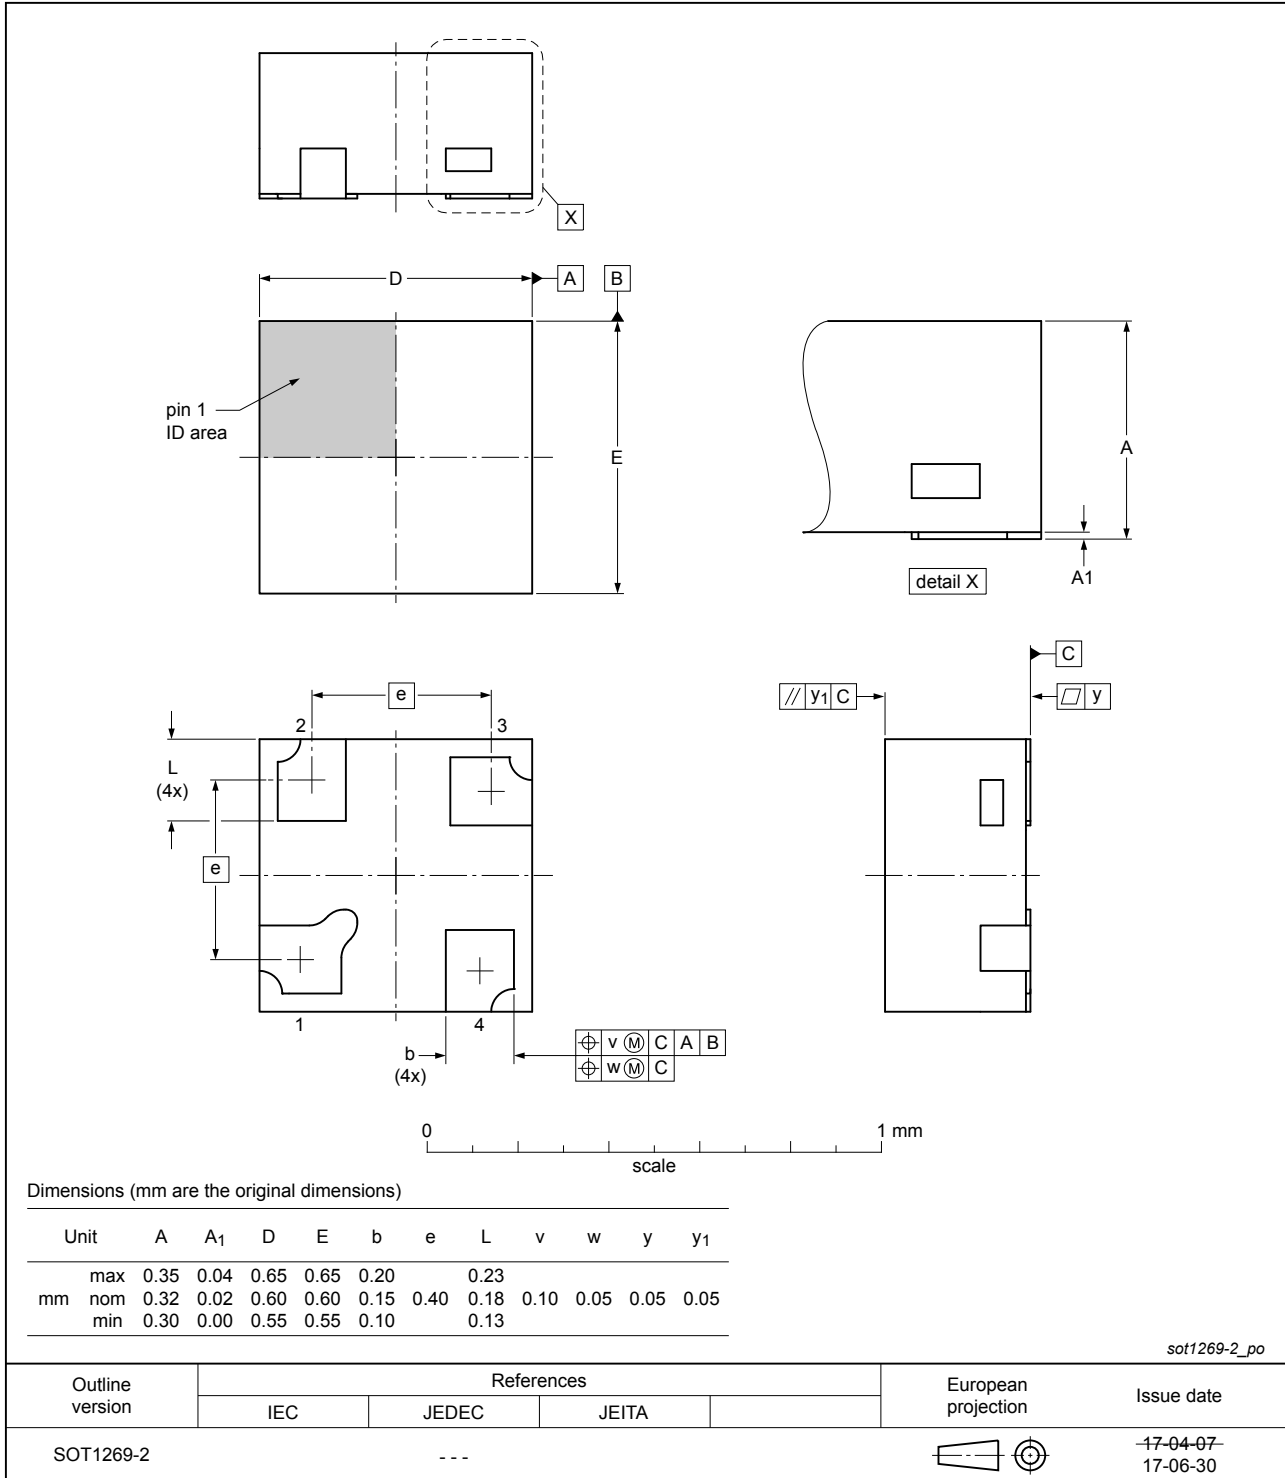 X
D
A
B
pin 1
ID area
E
A
detail X
A1
C
e
// y1 C
▱ y
2
3
L
(4x)
e
1
4
b
(4x)
⌖ v Ⓜ C A B
⌖ w Ⓜ C
0
1 mm
scale
Dimensions (mm are the original dimensions)
Unit A A1 D E b e L v w y y1
max 0.35 0.04 0.65 0.65 0.20 0.23
mm nom 0.32 0.02 0.60 0.60 0.15 0.40 0.18 0.10 0.05 0.05 0.05
min 0.30 0.00 0.55 0.55 0.10 0.13
sot1269-2_po
Outline
version
References
IEC JEDEC JEITA
European
projection
Issue date
SOT1269-2
- - -
17-04-07
17-06-30